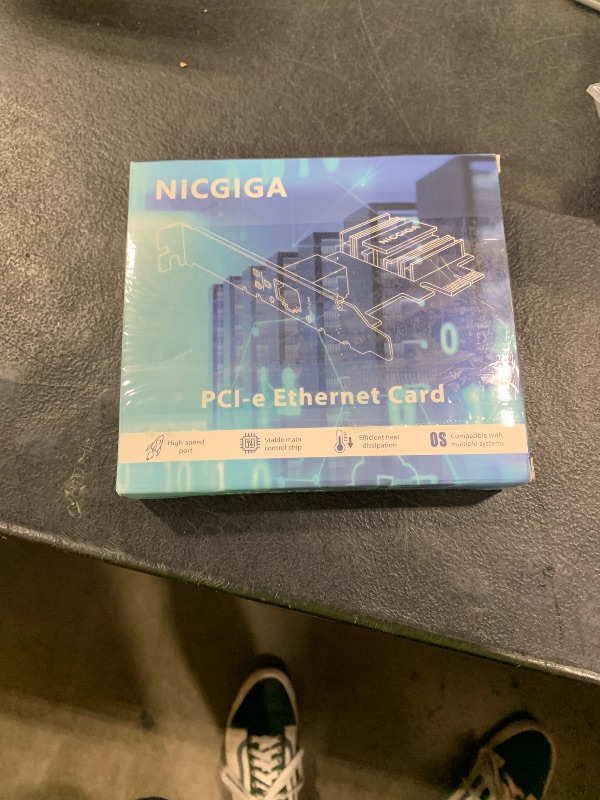 NICGIGA
NICGIGA
PCI-e Ethernet Card
High-speed
port
Stable main
control chip
Efficient heat
dissipation
OS
Compatible with
multiple systems